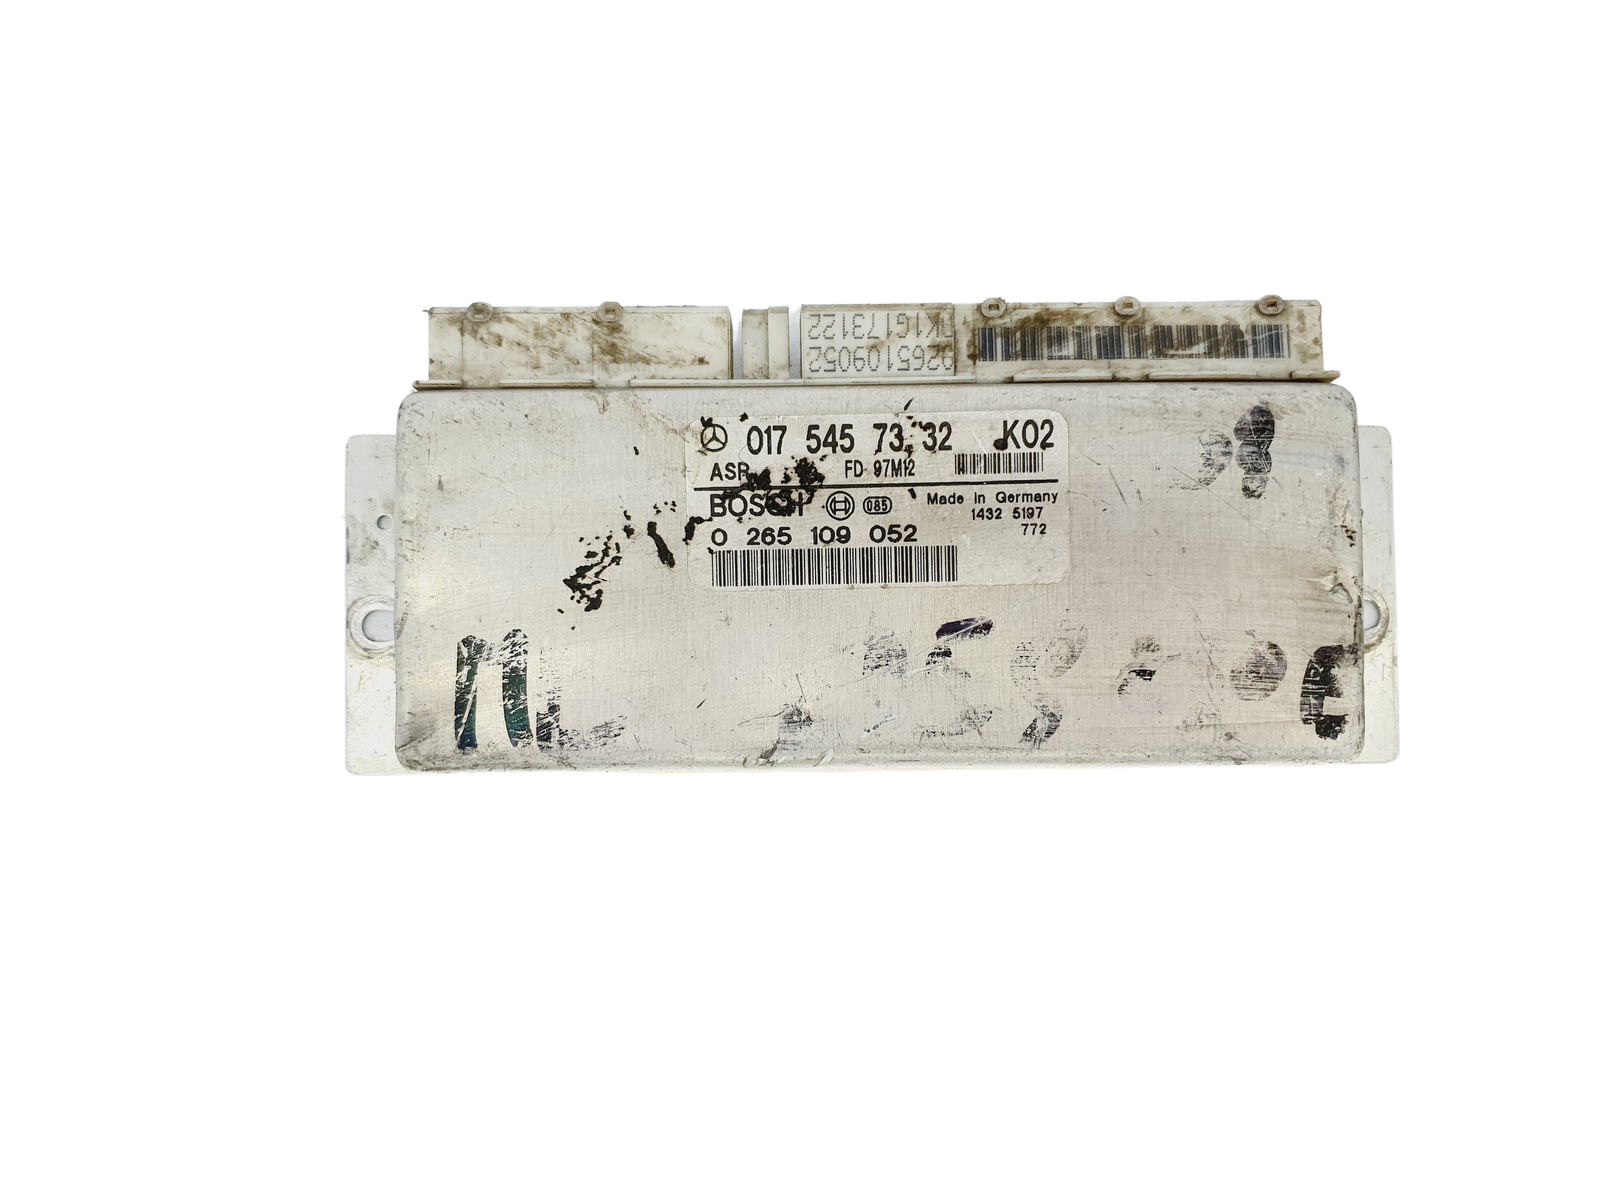 DK1G173122
0265109052
017 545 73 32 K02
ASR FD 97M12
BOSCH 085 Made in Germany
1432 5197
0 265 109 052 772